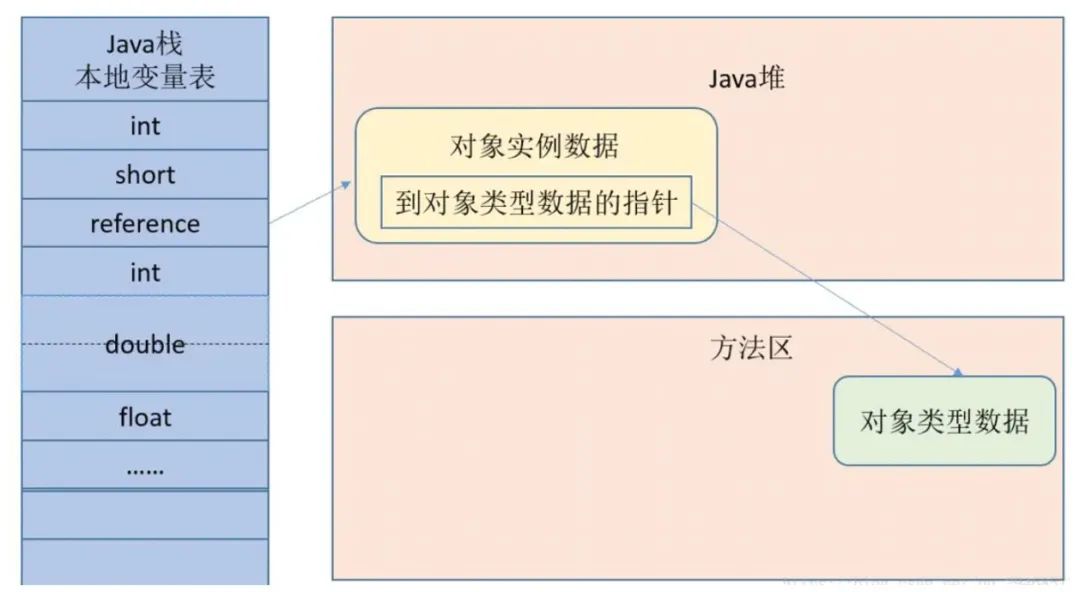 Java栈
本地变量表
int
short
reference
int
double
float
......
Java堆
对象实例数据
到对象类型数据的指针
方法区
对象类型数据